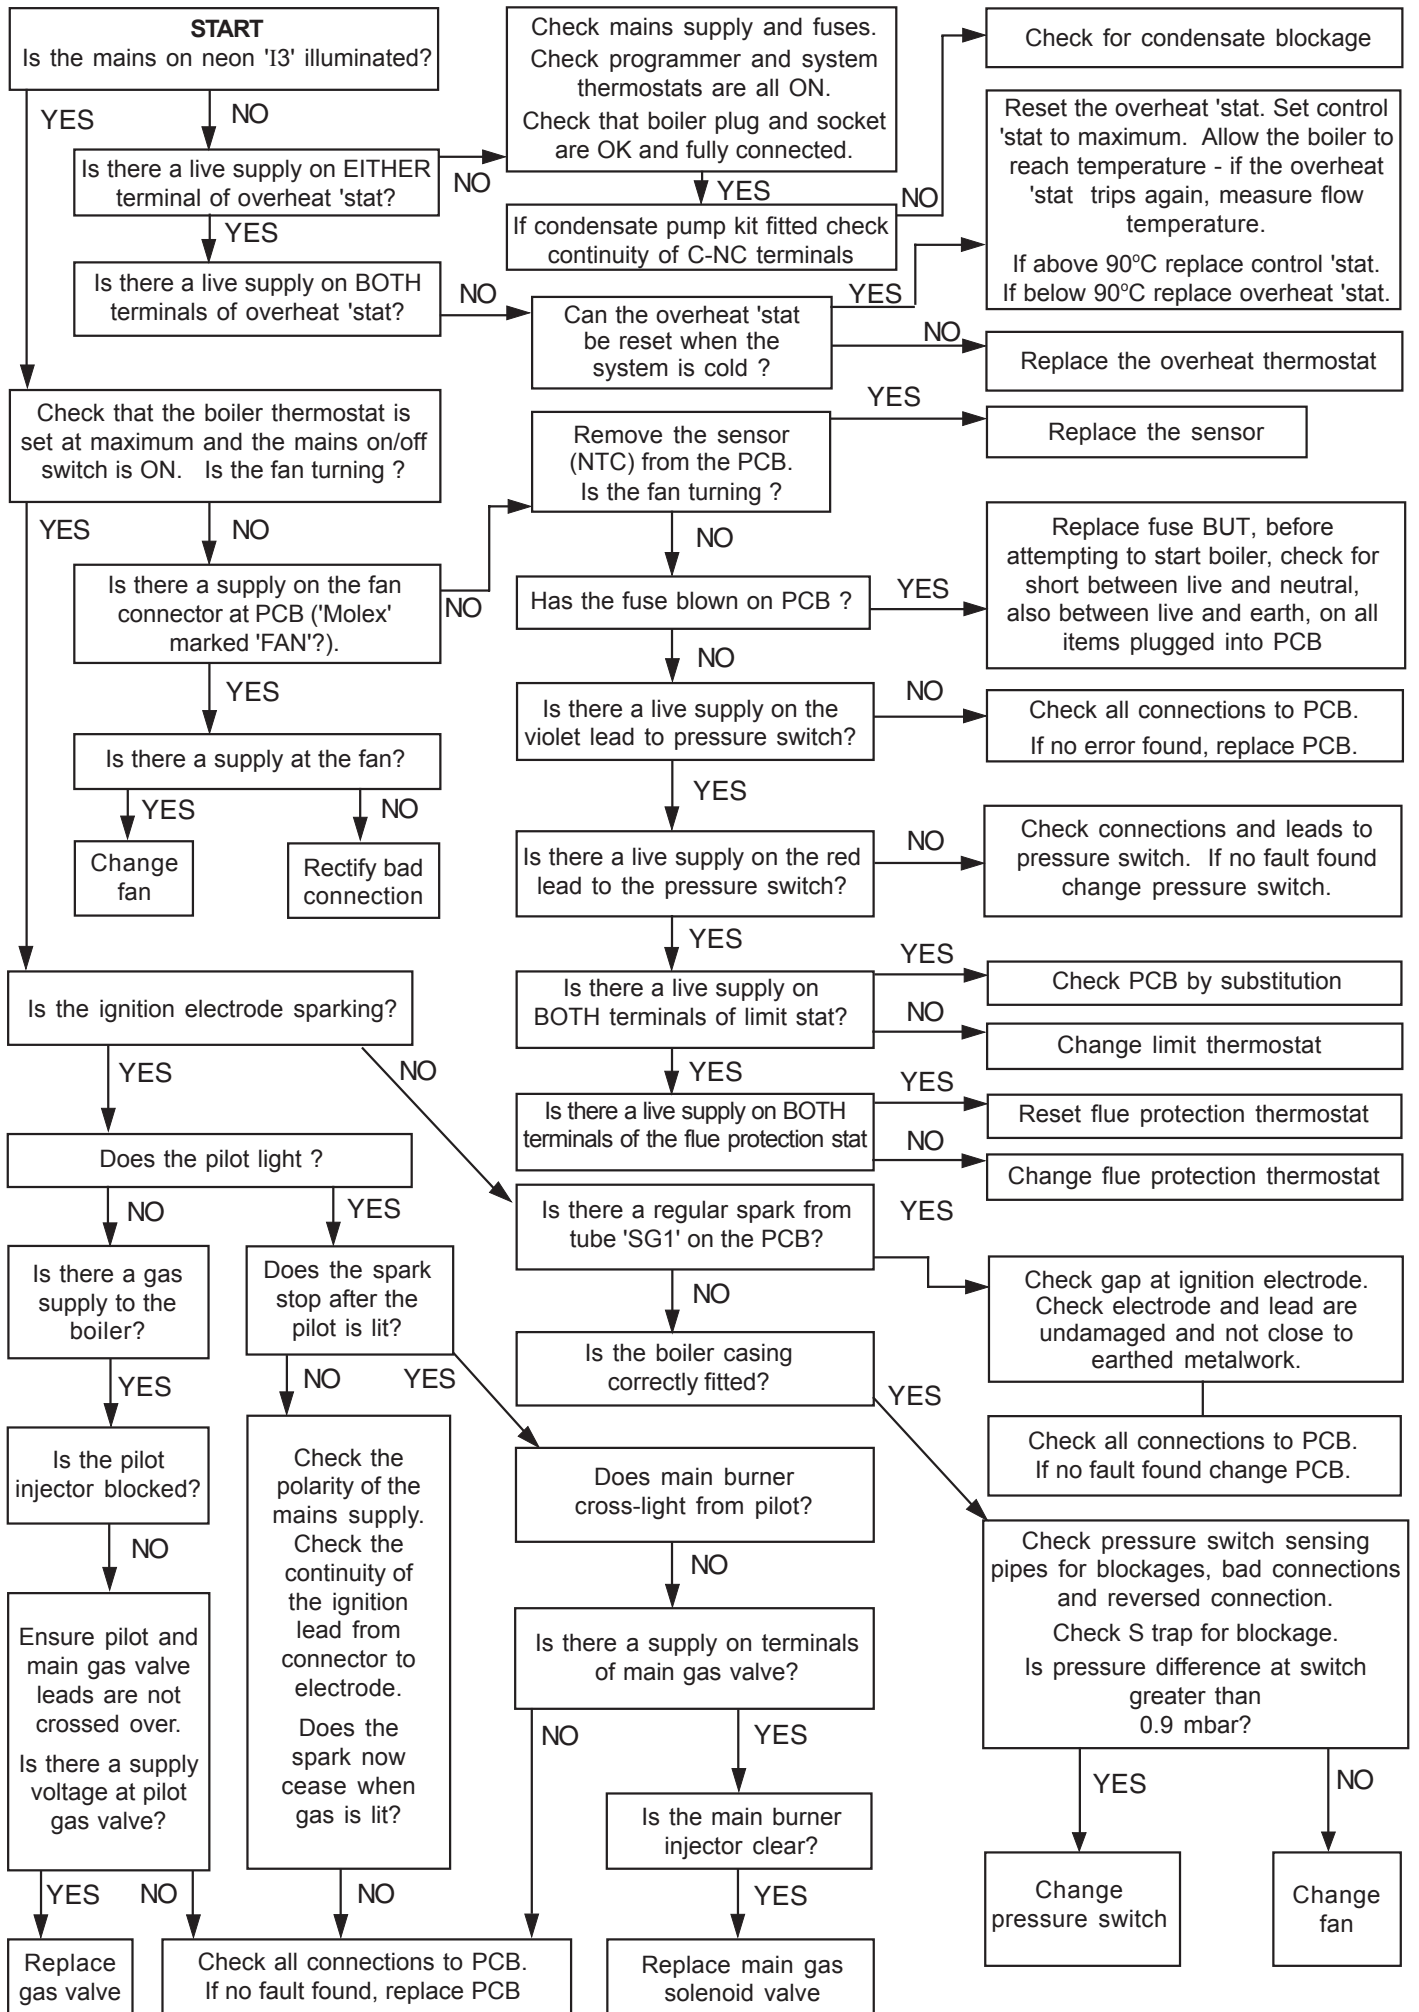 START
Is the mains on neon 'I3' illuminated?
YES
NO
Is there a live supply on EITHER
terminal of overheat 'stat?
NO
YES
Is there a live supply on BOTH
terminals of overheat 'stat?
NO
Check mains supply and fuses.
Check programmer and system
thermostats are all ON.
Check that boiler plug and socket
are OK and fully connected.
YES
If condensate pump kit fitted check
continuity of C-NC terminals
NO
Check for condensate blockage
Can the overheat 'stat
be reset when the
system is cold ?
YES
Reset the overheat 'stat. Set control
'stat to maximum. Allow the boiler to
reach temperature - if the overheat
'stat trips again, measure flow
temperature.
If above 90°C replace control 'stat.
If below 90°C replace overheat 'stat.
NO
Replace the overheat thermostat
Check that the boiler thermostat is
set at maximum and the mains on/off
switch is ON. Is the fan turning ?
YES
NO
Is there a supply on the fan
connector at PCB ('Molex'
marked 'FAN'?).
NO
YES
Is there a supply at the fan?
YES
NO
Change
fan
Rectify bad
connection
Remove the sensor
(NTC) from the PCB.
Is the fan turning ?
YES
Replace the sensor
NO
Has the fuse blown on PCB ?
YES
Replace fuse BUT, before
attempting to start boiler, check for
short between live and neutral,
also between live and earth, on all
items plugged into PCB
NO
Is there a live supply on the
violet lead to pressure switch?
NO
Check all connections to PCB.
If no error found, replace PCB.
YES
Is there a live supply on the red
lead to the pressure switch?
NO
Check connections and leads to
pressure switch. If no fault found
change pressure switch.
YES
Is there a live supply on
BOTH terminals of limit stat?
YES
Check PCB by substitution
NO
Change limit thermostat
YES
Is there a live supply on BOTH
terminals of the flue protection stat
YES
Reset flue protection thermostat
NO
Change flue protection thermostat
Is the ignition electrode sparking?
YES
NO
Does the pilot light ?
NO
YES
Is there a gas
supply to the
boiler?
YES
Is the pilot
injector blocked?
NO
Ensure pilot and
main gas valve
leads are not
crossed over.
Is there a supply
voltage at pilot
gas valve?
YES
NO
Replace
gas valve
Does the spark
stop after the
pilot is lit?
NO
YES
Check the
polarity of the
mains supply.
Check the
continuity of
the ignition
lead from
connector to
electrode.
Does the
spark now
cease when
gas is lit?
NO
Check all connections to PCB.
If no fault found, replace PCB
Is there a regular spark from
tube 'SG1' on the PCB?
YES
Check gap at ignition electrode.
Check electrode and lead are
undamaged and not close to
earthed metalwork.
Check all connections to PCB.
If no fault found change PCB.
NO
Is the boiler casing
correctly fitted?
YES
Check pressure switch sensing
pipes for blockages, bad connections
and reversed connection.
Check S trap for blockage.
Is pressure difference at switch
greater than
0.9 mbar?
YES
NO
Change
pressure switch
Change
fan
Does main burner
cross-light from pilot?
NO
Is there a supply on terminals
of main gas valve?
NO
YES
Is the main burner
injector clear?
YES
Replace main gas
solenoid valve